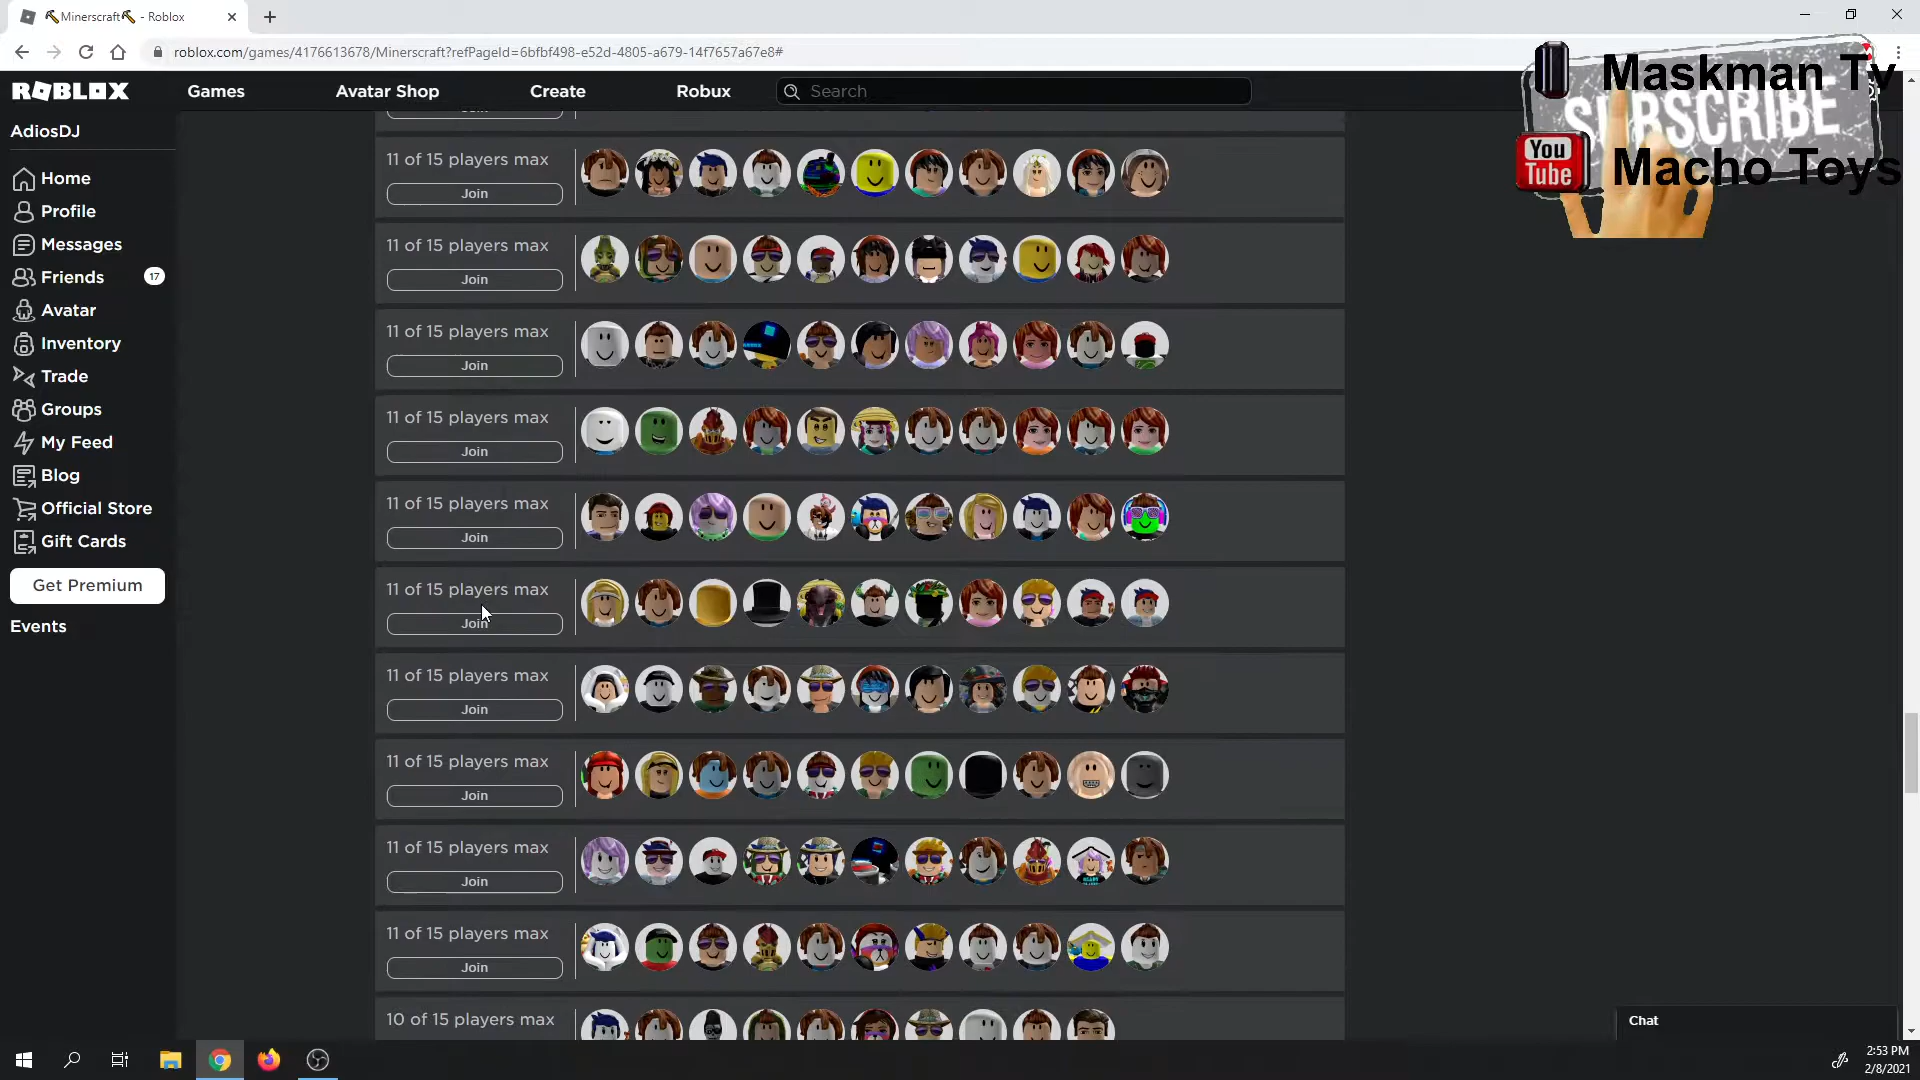 ⛏Minerscraft⛏ - Roblox
roblox.com/games/4176613678/Minerscraft?refPageId=6bfbf498-e52d-4805-a679-14f7657a67e8#
Maskman Tv
SUBSCRIBE
You
Tube
Macho Toys
ROBLOX
Games
Avatar Shop
Create
Robux
Search
AdiosDJ
Home
Profile
Messages
Friends
17
Avatar
Inventory
Trade
Groups
My Feed
Blog
Official Store
Gift Cards
Get Premium
Events
11 of 15 players max
Join
11 of 15 players max
Join
11 of 15 players max
Join
11 of 15 players max
Join
11 of 15 players max
Join
11 of 15 players max
Join
11 of 15 players max
Join
11 of 15 players max
Join
11 of 15 players max
Join
11 of 15 players max
Join
10 of 15 players max
Chat
2:53 PM
2/8/2021